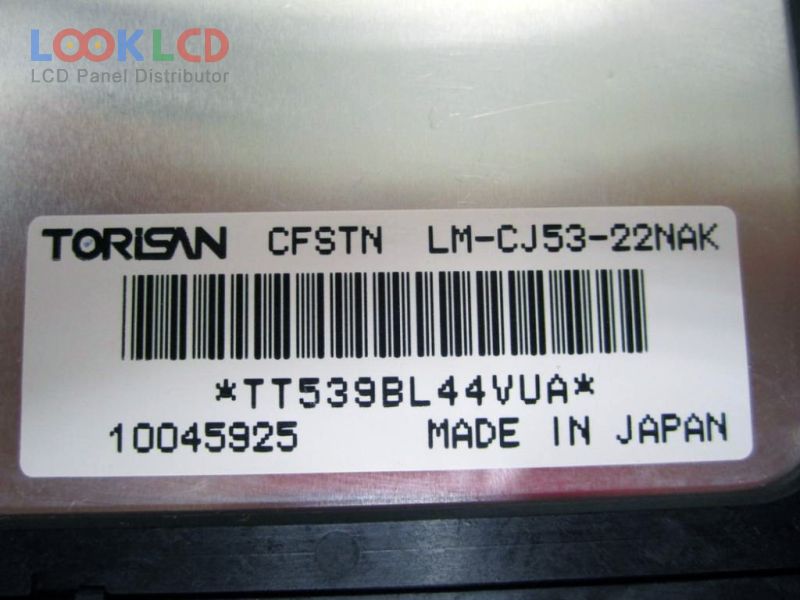 LOOKLCD
LCD Panel Distributor
TORISAN CFSTN LM-CJ53-22NAK
*TT539BL44VUA*
10045925 MADE IN JAPAN